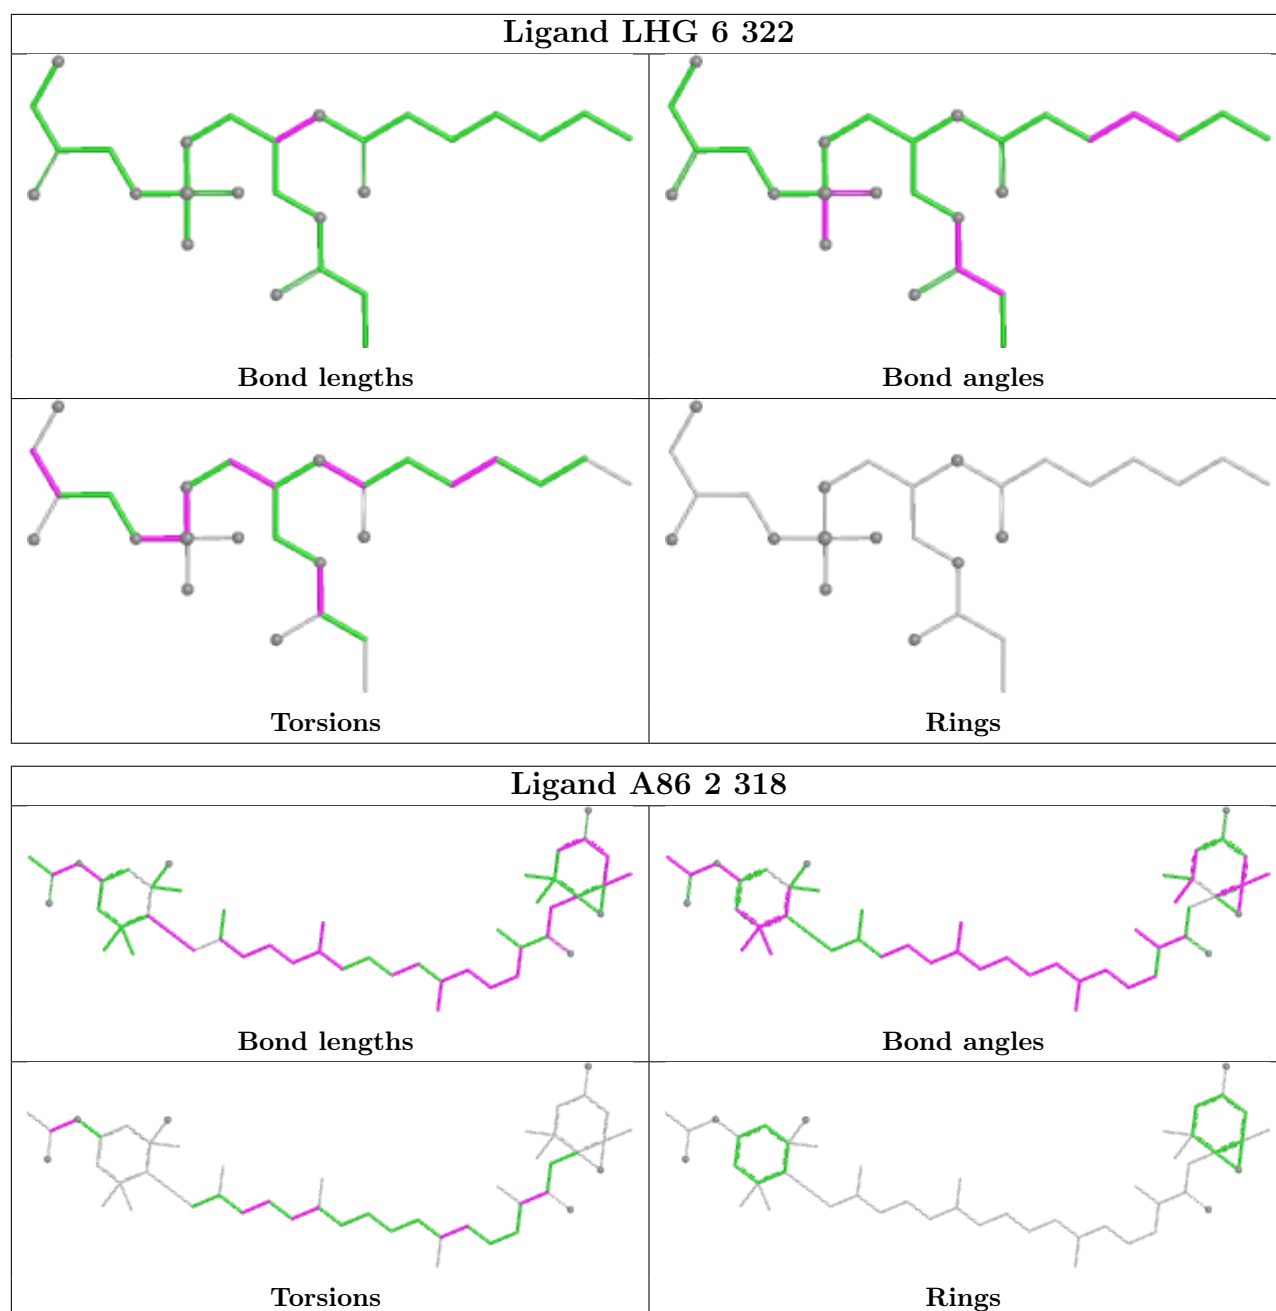 Ligand LHG 6 322
Bond lengths
Bond angles
Torsions
Rings
Ligand A86 2 318
Bond lengths
Bond angles
Torsions
Rings